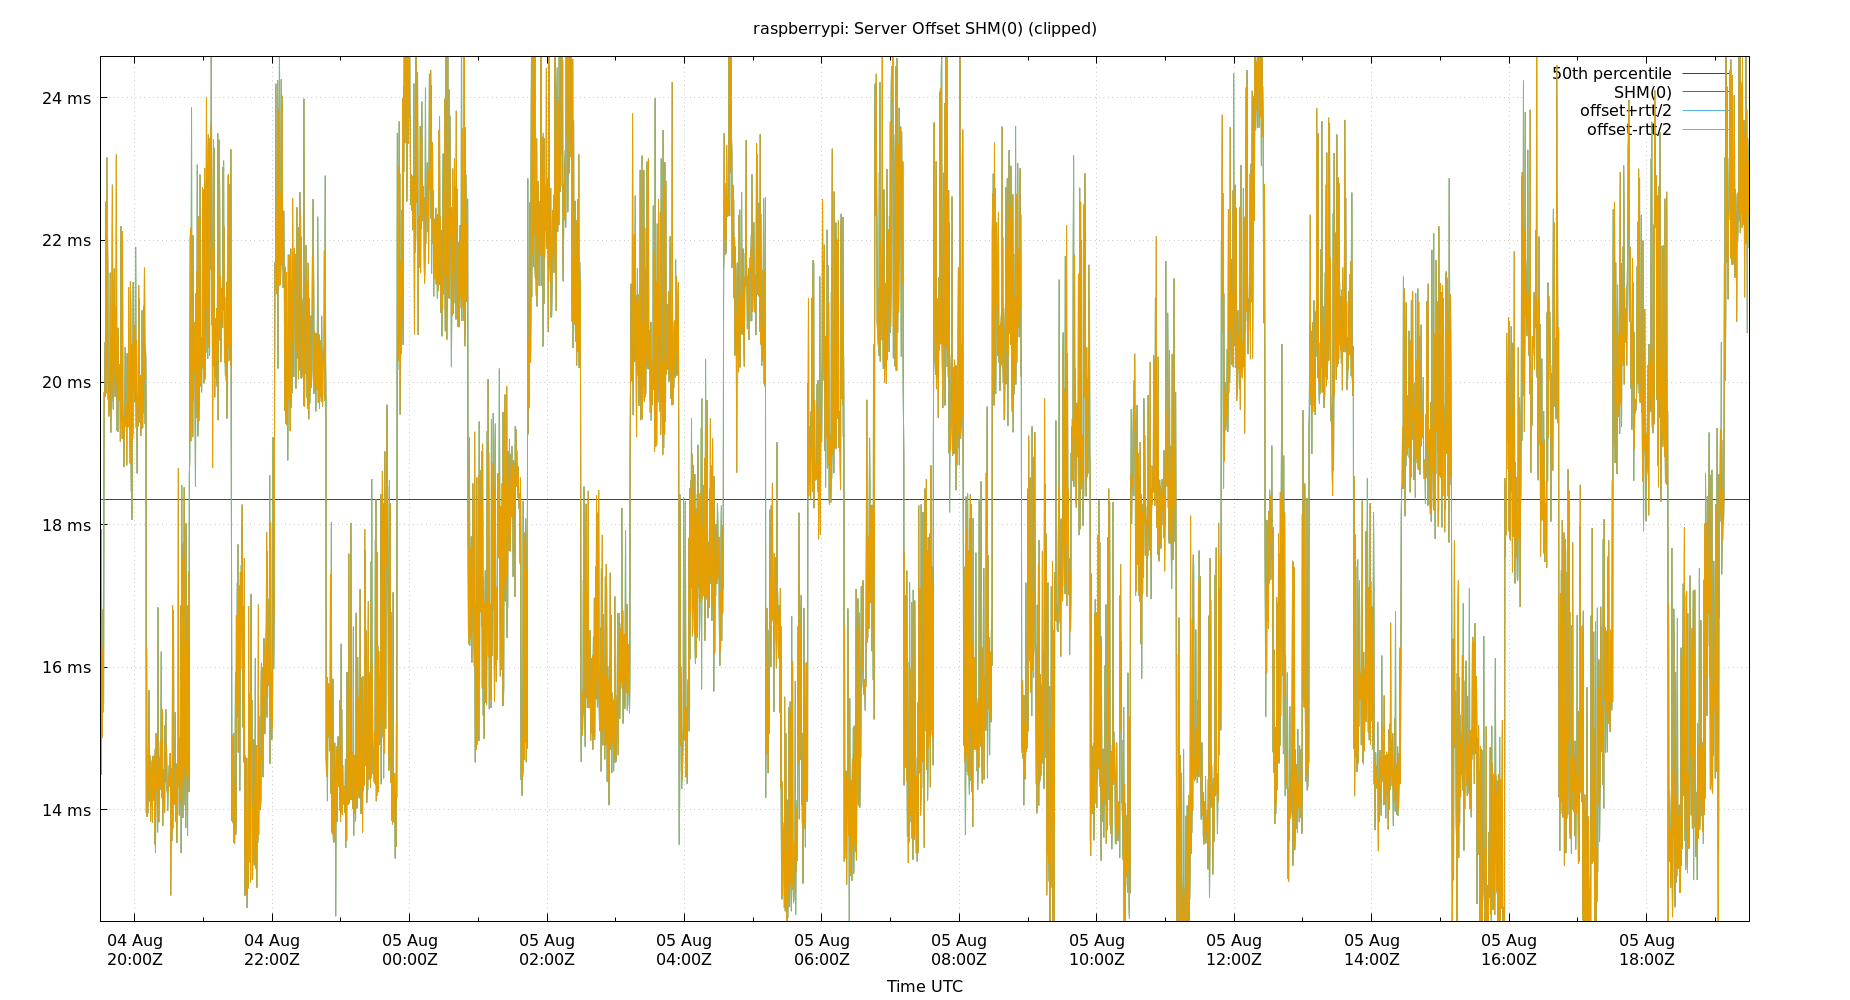 raspberrypi: Server Offset SHM(0) (clipped)
50th percentile
SHM(0)
offset+rtt/2
offset-rtt/2
24 ms
22 ms
20 ms
18 ms
16 ms
14 ms
04 Aug 04 Aug 05 Aug 05 Aug 05 Aug 05 Aug 05 Aug 05 Aug 05 Aug 05 Aug 05 Aug 05 Aug
20:00Z 22:00Z 00:00Z 02:00Z 04:00Z 06:00Z 08:00Z 10:00Z 12:00Z 14:00Z 16:00Z 18:00Z
Time UTC